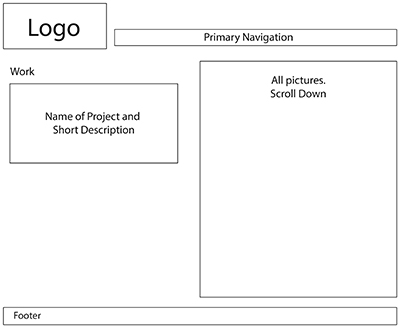 Logo
Primary Navigation
Work
Name of Project and
Short Description
All pictures.
Scroll Down
Footer